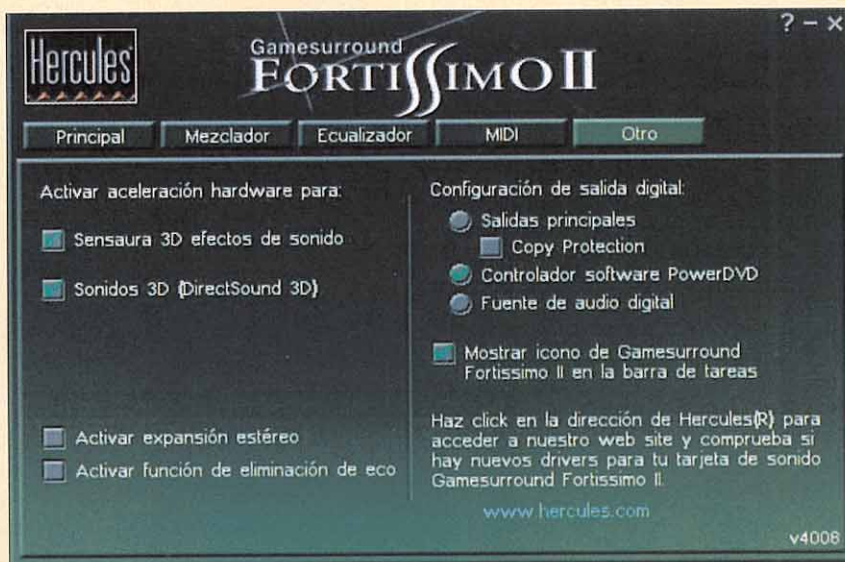 ? – ×
Hercules
Gamesurround
FORTISSIMO II
Principal
Mezclador
Ecualizador
MIDI
Otro
Activar aceleración hardware para:
Sensaura 3D efectos de sonido
Sonidos 3D (DirectSound 3D)
Activar expansión estéreo
Activar función de eliminación de eco
Configuración de salida digital:
Salidas principales
Copy Protection
Controlador software PowerDVD
Fuente de audio digital
Mostrar icono de Gamesurround
Fortissimo II en la barra de tareas
Haz click en la dirección de Hercules(R) para
acceder a nuestro web site y comprueba si
hay nuevos drivers para tu tarjeta de sonido
Gamesurround Fortissimo II.
www.hercules.com
v4008